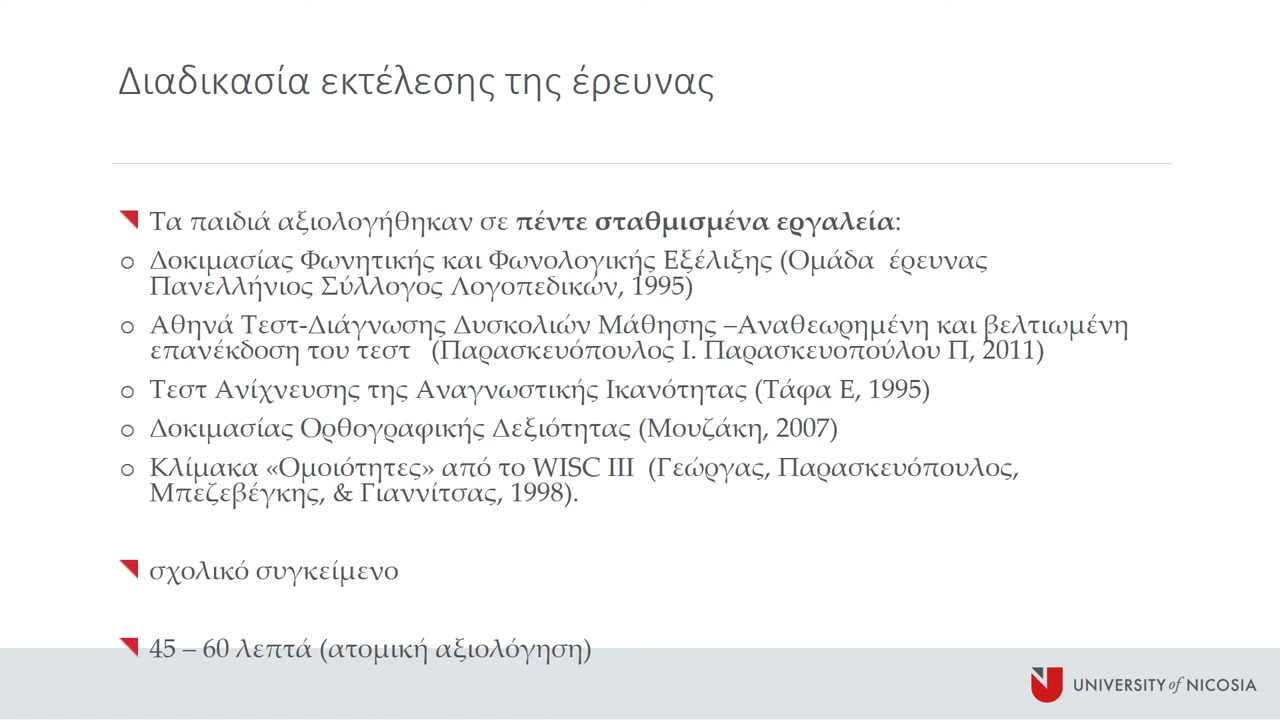 Διαδικασία εκτέλεσης της έρευνας
Τα παιδιά αξιολογήθηκαν σε πέντε σταθμισμένα εργαλεία:
o Δοκιμασίας Φωνητικής και Φωνολογικής Εξέλιξης (Ομάδα έρευνας
Πανελλήνιος Σύλλογος Λογοπεδικών, 1995)
o Αθηνά Τεστ-Διάγνωσης Δυσκολιών Μάθησης –Αναθεωρημένη και βελτιωμένη
επανέκδοση του τεστ (Παρασκευόπουλος Ι. Παρασκευοπούλου Π, 2011)
o Τεστ Ανίχνευσης της Αναγνωστικής Ικανότητας (Τάφα Ε, 1995)
o Δοκιμασίας Ορθογραφικής Δεξιότητας (Μουζάκη, 2007)
o Κλίμακα «Ομοιότητες» από το WISC III (Γεώργας, Παρασκευόπουλος,
Μπεζεβέγκης, & Γιαννίτσας, 1998).
σχολικό συγκείμενο
45 – 60 λεπτά (ατομική αξιολόγηση)
UNIVERSITY of NICOSIA